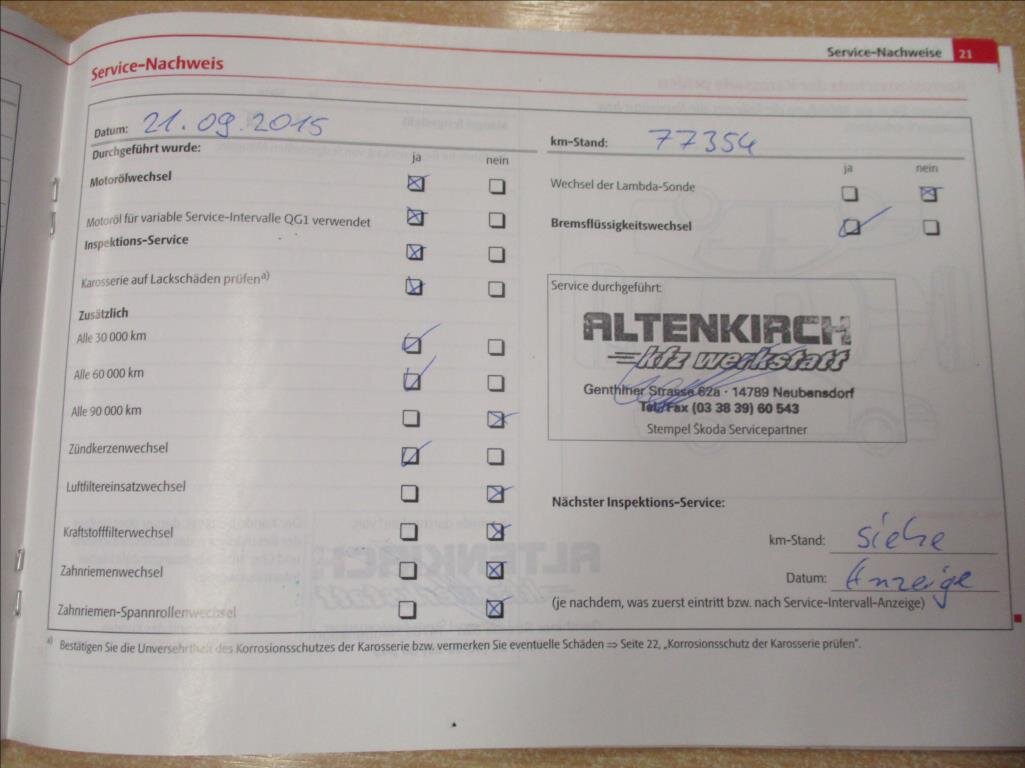 Service-Nachweise 21
Service-Nachweis
Datum: 21.09.2015
Durchgeführt wurde:
ja nein
Motorölwechsel
Motoröl für variable Service-Intervalle QG1 verwendet
Inspektions-Service
Karosserie auf Lackschäden prüfen a)
Zusätzlich
Alle 30 000 km
Alle 60 000 km
Alle 90 000 km
Zündkerzenwechsel
Luftfiltereinsatzwechsel
Kraftstofffilterwechsel
Zahnriemenwechsel
Zahnriemen-Spannrollenwechsel
km-Stand: 77354
ja nein
Wechsel der Lambda-Sonde
Bremsflüssigkeitswechsel
Service durchgeführt:
ALTENKIRCH
kfz werkstatt
Genthiner Strasse 62a · 14789 Neubensdorf
Tel./Fax (03 38 39) 60 543
Stempel Škoda Servicepartner
Nächster Inspektions-Service:
km-Stand: siehe
Datum: Anzeige
(je nachdem, was zuerst eintritt bzw. nach Service-Intervall-Anzeige)
a) Bestätigen Sie die Unversehrtheit des Korrosionsschutzes der Karosserie bzw. vermerken Sie eventuelle Schäden ⇒ Seite 22, „Korrosionsschutz der Karosserie prüfen“.